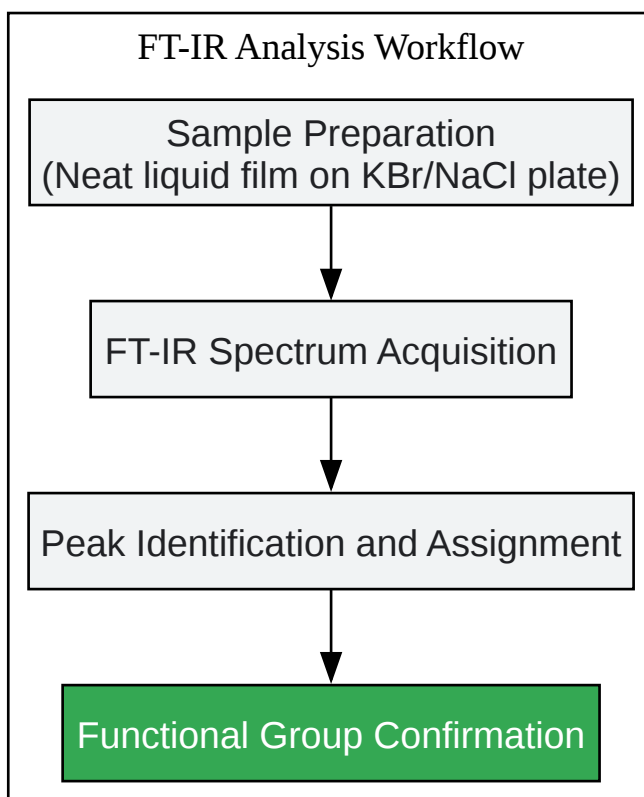 FT-IR Analysis Workflow
Sample Preparation
(Neat liquid film on KBr/NaCl plate)
FT-IR Spectrum Acquisition
Peak Identification and Assignment
Functional Group Confirmation